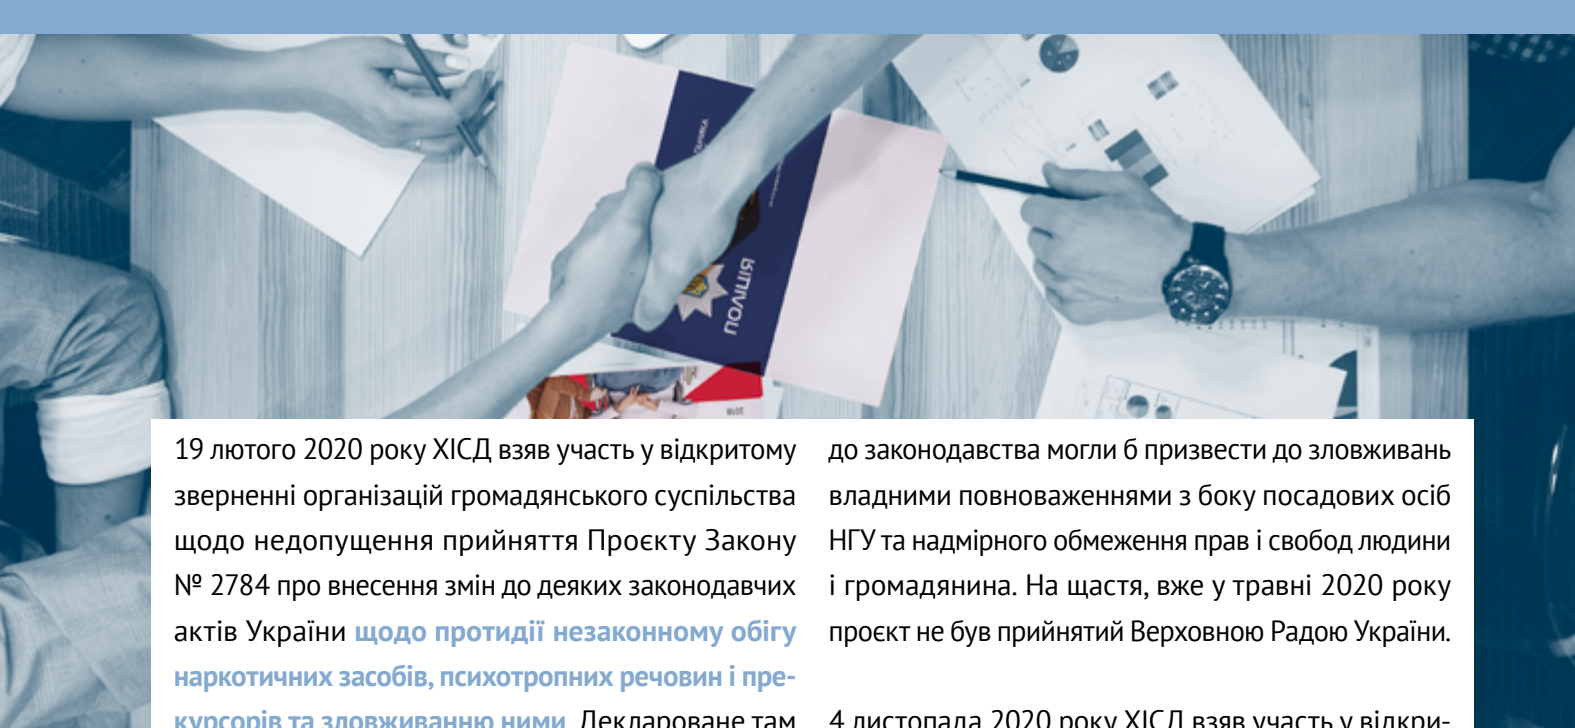 ПОЛІЦІЯ
2018
19 лютого 2020 року ХІСД взяв участь у відкритому
зверненні організацій громадянського суспільства
щодо недопущення прийняття Проєкту Закону
№ 2784 про внесення змін до деяких законодавчих
актів України щодо протидії незаконному обігу
наркотичних засобів, психотропних речовин і пре-
курсорів та зловживанню ними. Деклароване там
до законодавства могли б призвести до зловживань
владними повноваженнями з боку посадових осіб
НГУ та надмірного обмеження прав і свобод людини
і громадянина. На щастя, вже у травні 2020 року
проєкт не був прийнятий Верховною Радою України.
4 листопада 2020 року ХІСД взяв участь у відкри-